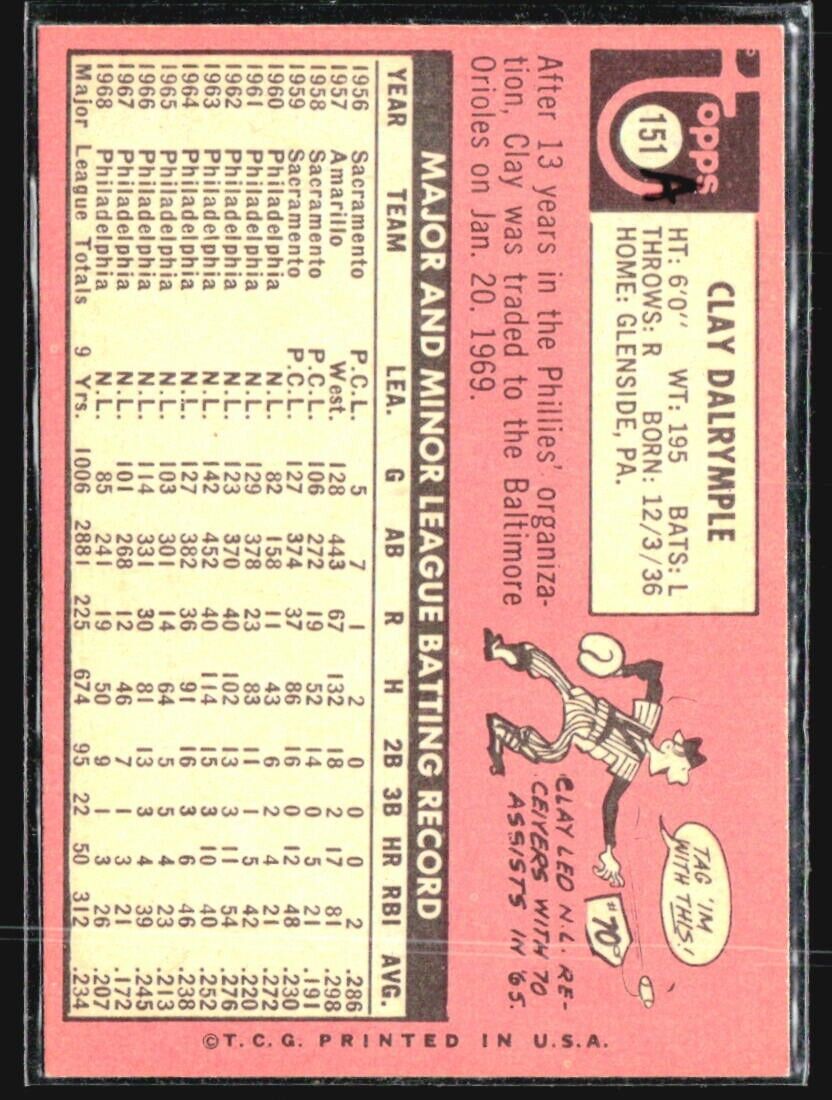 Topps
151
A
CLAY DALRYMPLE
HT: 6'0" WT: 195 BATS: L
THROWS: R BORN: 12/3/36
HOME: GLENSIDE, PA.
TAG 'IM
WITH THIS!
"70"
CLAY LED N.L. RE-
CEIVERS WITH 70
ASSISTS IN '65.
After 13 years in the Phillies' organiza-
tion, Clay was traded to the Baltimore
Orioles on Jan. 20. 1969.
MAJOR AND MINOR LEAGUE BATTING RECORD
YEAR TEAM LEA. G AB R H 2B 3B HR RBI AVG.
1956 Sacramento P.C.L. 5 7 1 2 0 0 0 2 .286
1957 Amarillo West. 128 443 67 132 18 2 17 81 .298
1958 Sacramento P.C.L. 106 272 19 52 14 0 5 21 .191
1959 Sacramento P.C.L. 127 374 37 86 16 0 12 48 .230
1960 Philadelphia N.L. 82 158 11 43 6 2 4 21 .272
1961 Philadelphia N.L. 129 378 23 83 11 1 5 42 .220
1962 Philadelphia N.L. 123 370 40 102 13 3 11 54 .276
1963 Philadelphia N.L. 142 452 40 114 15 3 10 40 .252
1964 Philadelphia N.L. 127 382 36 91 16 3 6 46 .238
1965 Philadelphia N.L. 103 301 14 64 5 5 4 23 .213
1966 Philadelphia N.L. 114 331 30 81 13 3 4 39 .245
1967 Philadelphia N.L. 101 268 12 46 7 1 3 21 .172
1968 Philadelphia N.L. 85 241 19 50 9 1 3 26 .207
Major League Totals 9 Yrs. 1006 2881 225 674 95 22 50 312 .234
©T.C.G. PRINTED IN U.S.A.